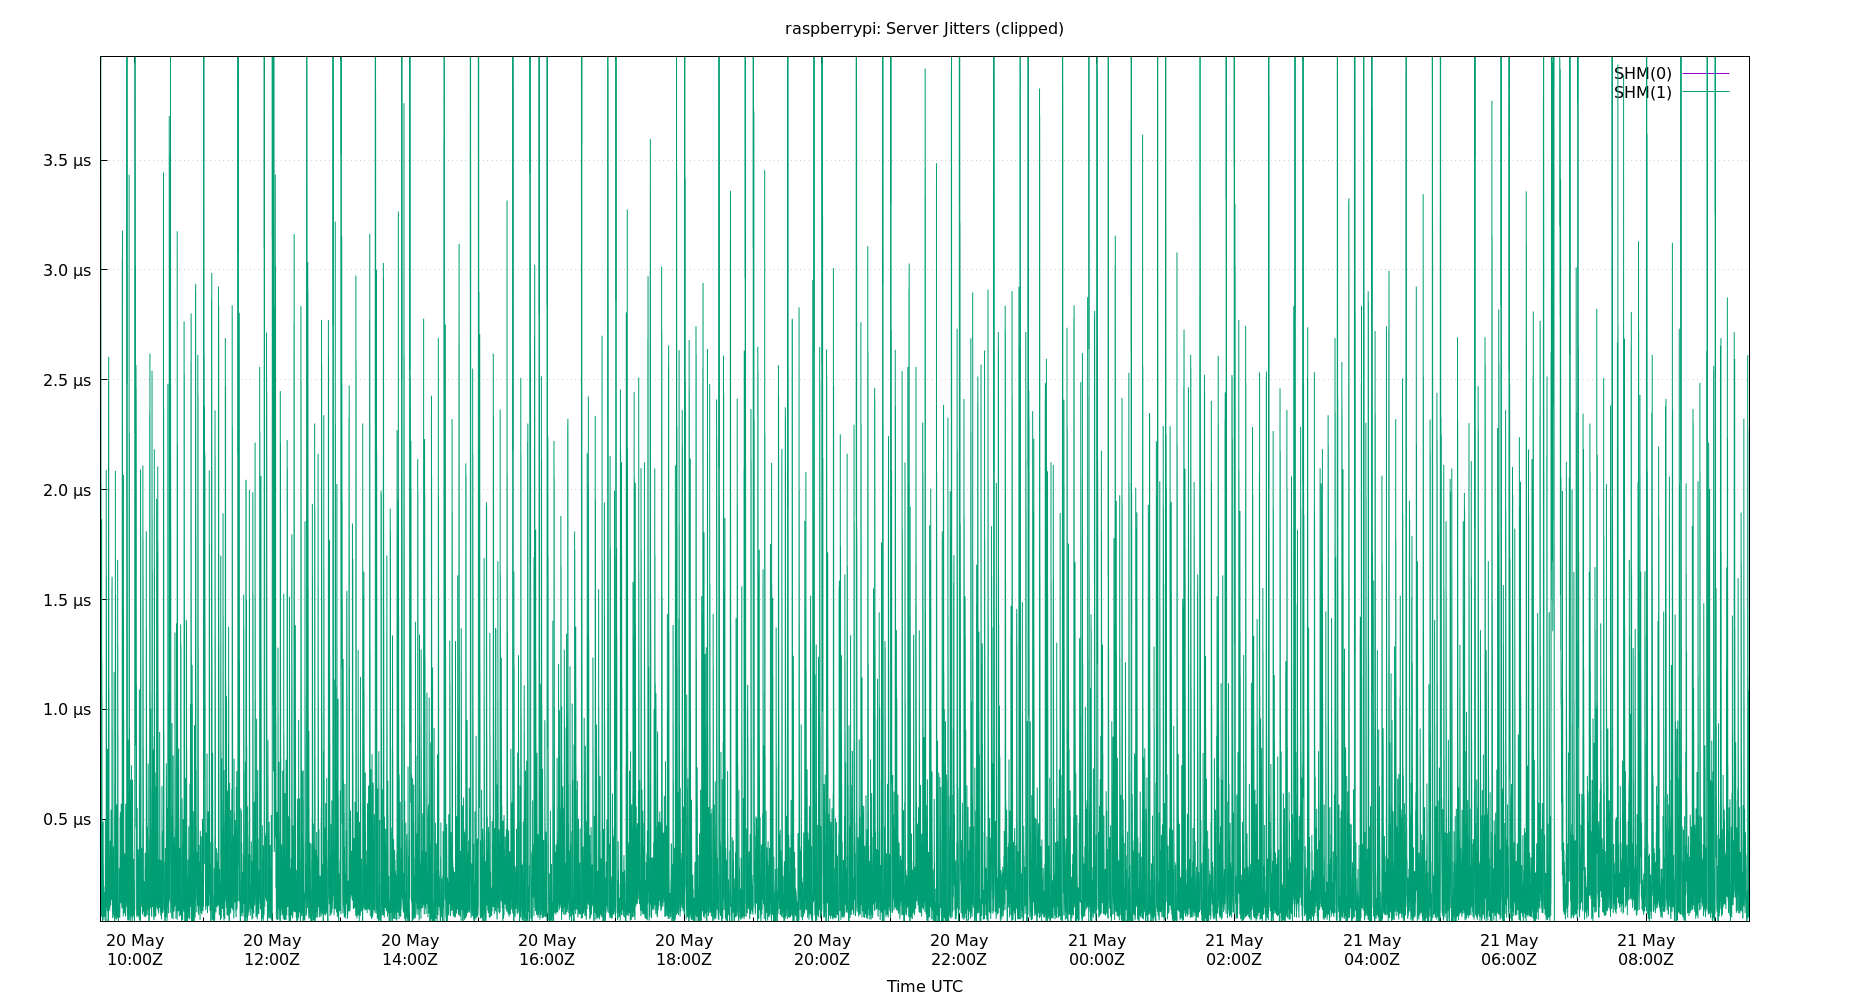 raspberrypi: Server Jitters (clipped)
SHM(0)
SHM(1)
3.5 µs
3.0 µs
2.5 µs
2.0 µs
1.5 µs
1.0 µs
0.5 µs
20 May 20 May 20 May 20 May 20 May 20 May 20 May 21 May 21 May 21 May 21 May 21 May
10:00Z 12:00Z 14:00Z 16:00Z 18:00Z 20:00Z 22:00Z 00:00Z 02:00Z 04:00Z 06:00Z 08:00Z
Time UTC